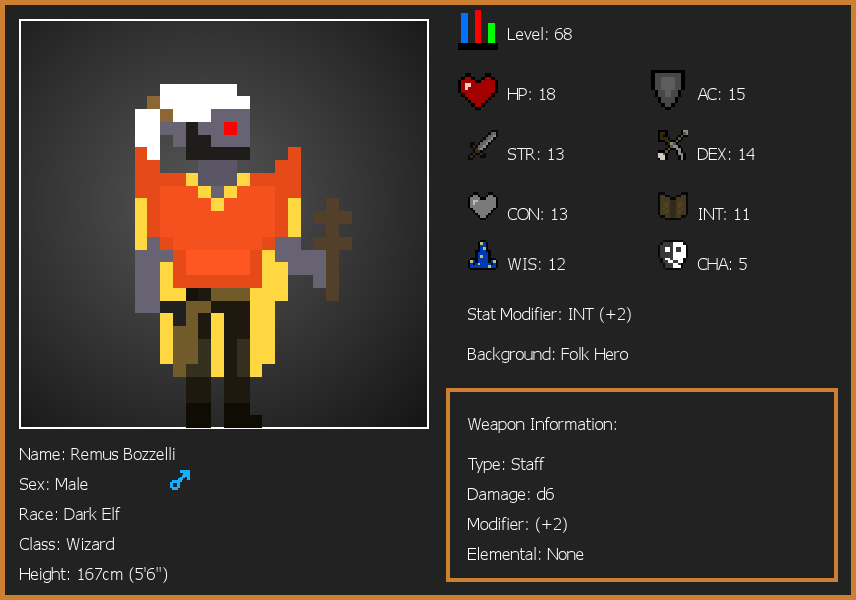 Level: 68
HP: 18
AC: 15
STR: 13
DEX: 14
CON: 13
INT: 11
WIS: 12
CHA: 5
Stat Modifier: INT (+2)
Background: Folk Hero
Weapon Information:
Type: Staff
Damage: d6
Modifier: (+2)
Elemental: None
Name: Remus Bozzelli
Sex: Male
Race: Dark Elf
Class: Wizard
Height: 167cm (5'6")